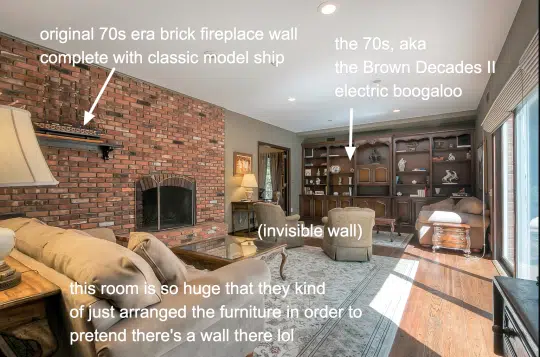 original 70s era brick fireplace wall
complete with classic model ship
the 70s, aka
the Brown Decades II
electric boogaloo
(invisible wall)
this room is so huge that they kind
of just arranged the furniture in order to
pretend there's a wall there lol